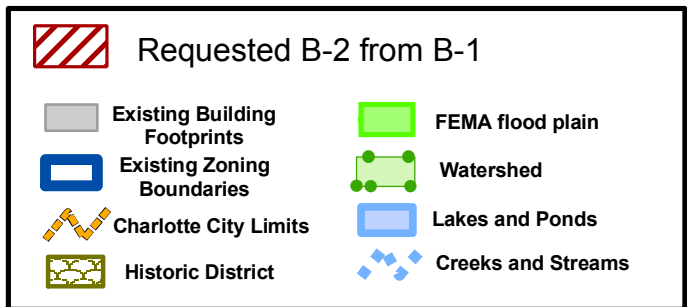 Requested B-2 from B-1
Existing Building
Footprints
Existing Zoning
Boundaries
Charlotte City Limits
Historic District
FEMA flood plain
Watershed
Lakes and Ponds
Creeks and Streams